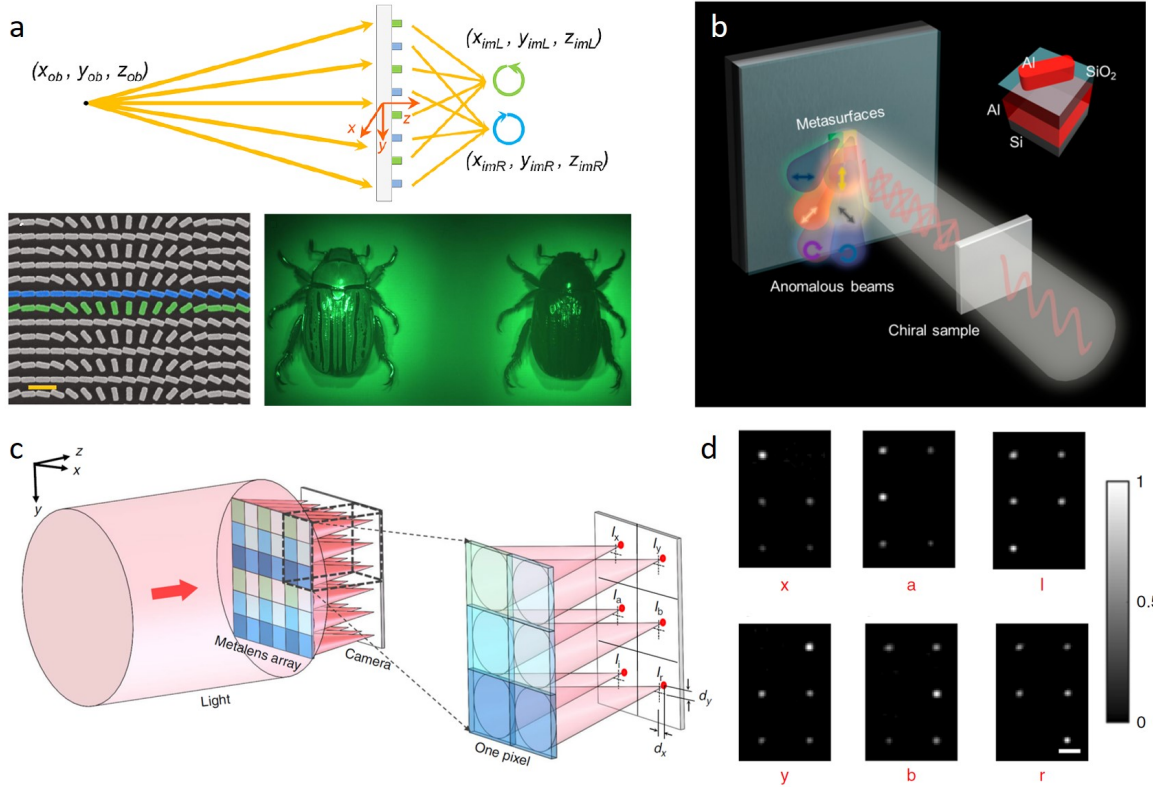 a
(x_ob , y_ob , z_ob)
(x_imL , y_imL , z_imL)
x
y
z
(x_imR , y_imR , z_imR)
b
Al
SiO₂
Al
Si
Metasurfaces
Anomalous beams
Chiral sample
c
z
x
y
Metalens array
Camera
Light
I_x
I_y
I_a
I_b
I_l
I_r
d_y
d_x
One pixel
d
x
a
l
y
b
r
1
0.5
0